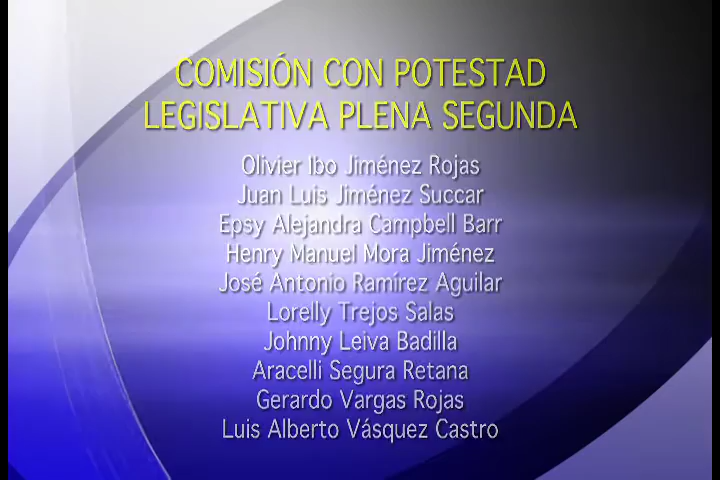 COMISIÓN CON POTESTAD
LEGISLATIVA PLENA SEGUNDA
Olivier Ibo Jiménez Rojas
Juan Luis Jiménez Succar
Epsy Alejandra Campbell Barr
Henry Manuel Mora Jiménez
José Antonio Ramírez Aguilar
Lorelly Trejos Salas
Johnny Leiva Badilla
Aracelli Segura Retana
Gerardo Vargas Rojas
Luis Alberto Vásquez Castro